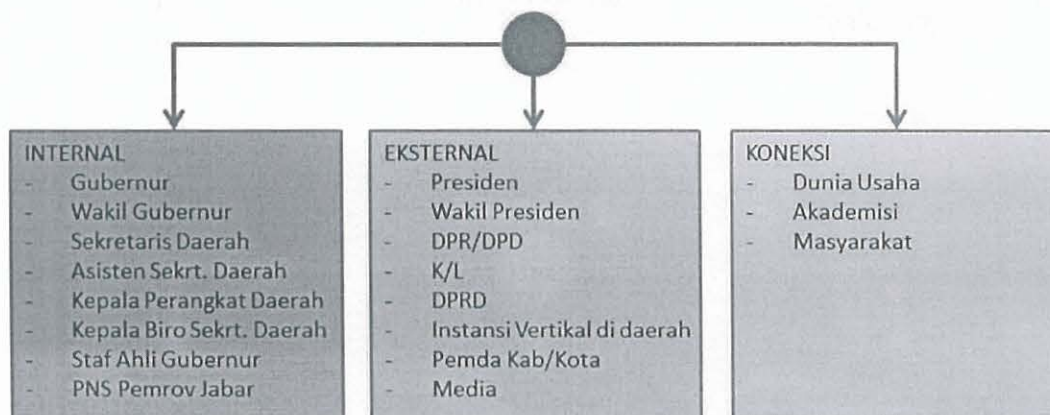 INTERNAL
- Gubernur
- Wakil Gubernur
- Sekretaris Daerah
- Asisten Sekrt. Daerah
- Kepala Perangkat Daerah
- Kepala Biro Sekrt. Daerah
- Staf Ahli Gubernur
- PNS Pemrov Jabar
EKSTERNAL
- Presiden
- Wakil Presiden
- DPR/DPD
- K/L
- DPRD
- Instansi Vertikal di daerah
- Pemda Kab/Kota
- Media
KONEKSI
- Dunia Usaha
- Akademisi
- Masyarakat